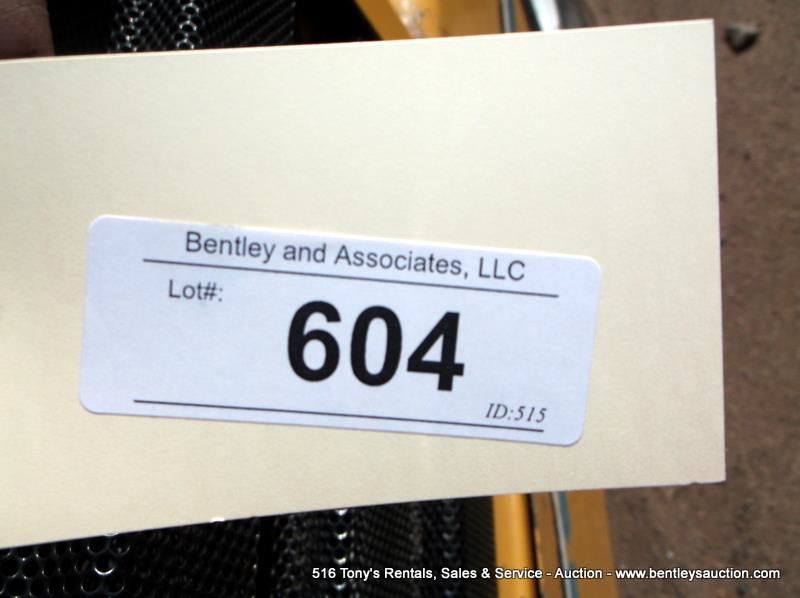 Bentley and Associates, LLC
Lot#:
604
ID:515
516 Tony's Rentals, Sales & Service - Auction - www.bentleysauction.com